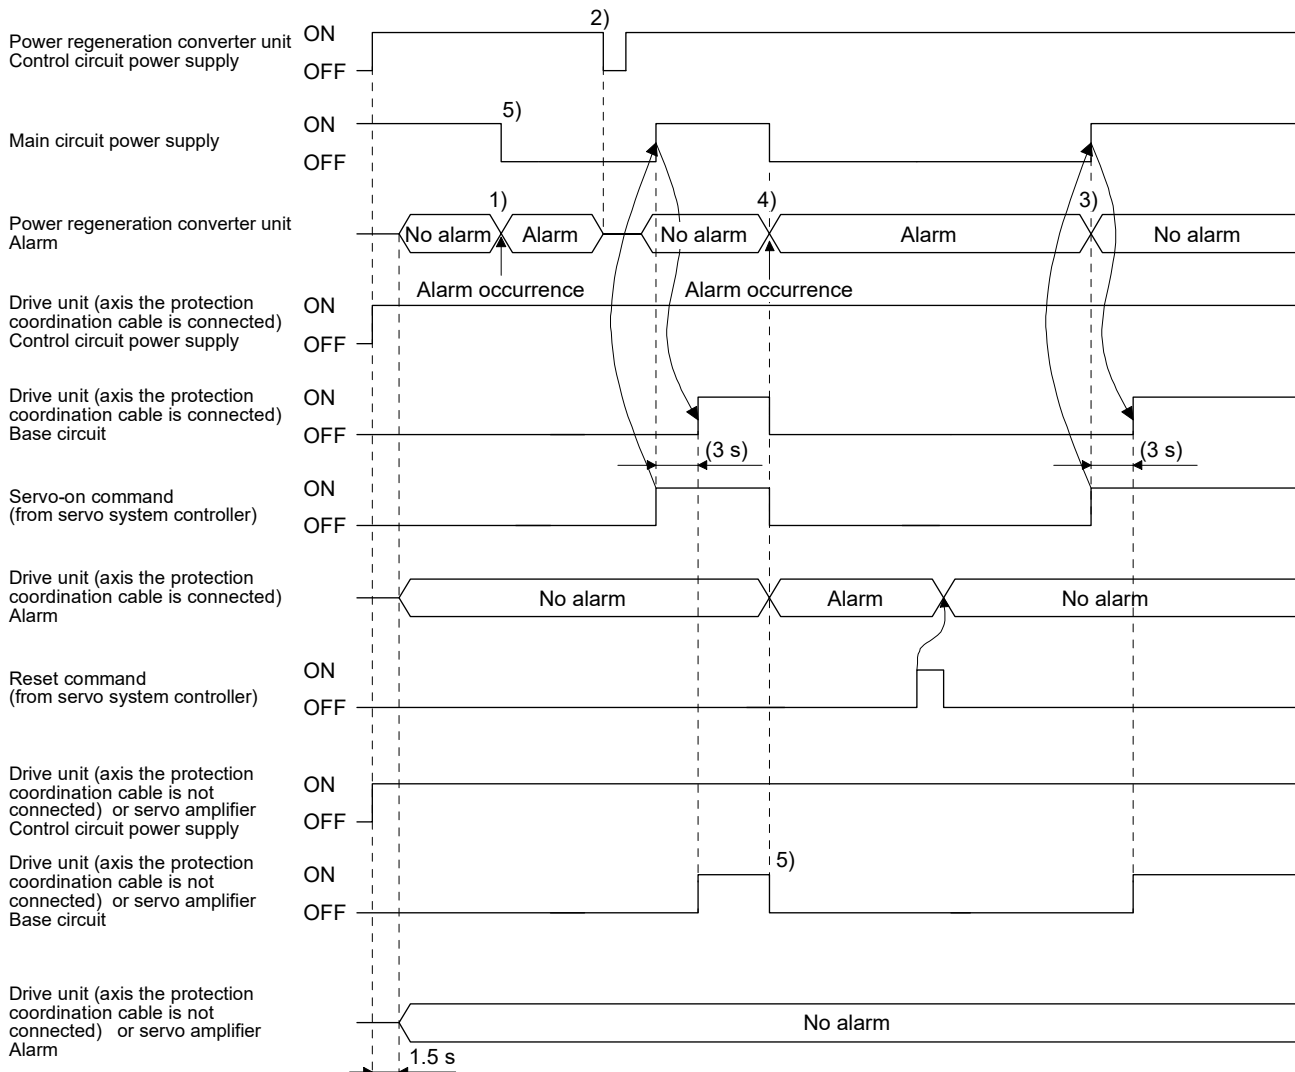 2)
Power regeneration converter unit
Control circuit power supply
ON
OFF
5)
Main circuit power supply
ON
OFF
1)
4)
3)
Power regeneration converter unit
Alarm
No alarm
Alarm
No alarm
Alarm
No alarm
Alarm occurrence
Alarm occurrence
Drive unit (axis the protection
coordination cable is connected)
Control circuit power supply
ON
OFF
Drive unit (axis the protection
coordination cable is connected)
Base circuit
ON
OFF
(3 s)
(3 s)
Servo-on command
(from servo system controller)
ON
OFF
Drive unit (axis the protection
coordination cable is connected)
Alarm
No alarm
Alarm
No alarm
Reset command
(from servo system controller)
ON
OFF
Drive unit (axis the protection
coordination cable is not
connected) or servo amplifier
Control circuit power supply
ON
OFF
Drive unit (axis the protection
coordination cable is not
connected) or servo amplifier
Base circuit
ON
OFF
5)
Drive unit (axis the protection
coordination cable is not
connected) or servo amplifier
Alarm
No alarm
1.5 s